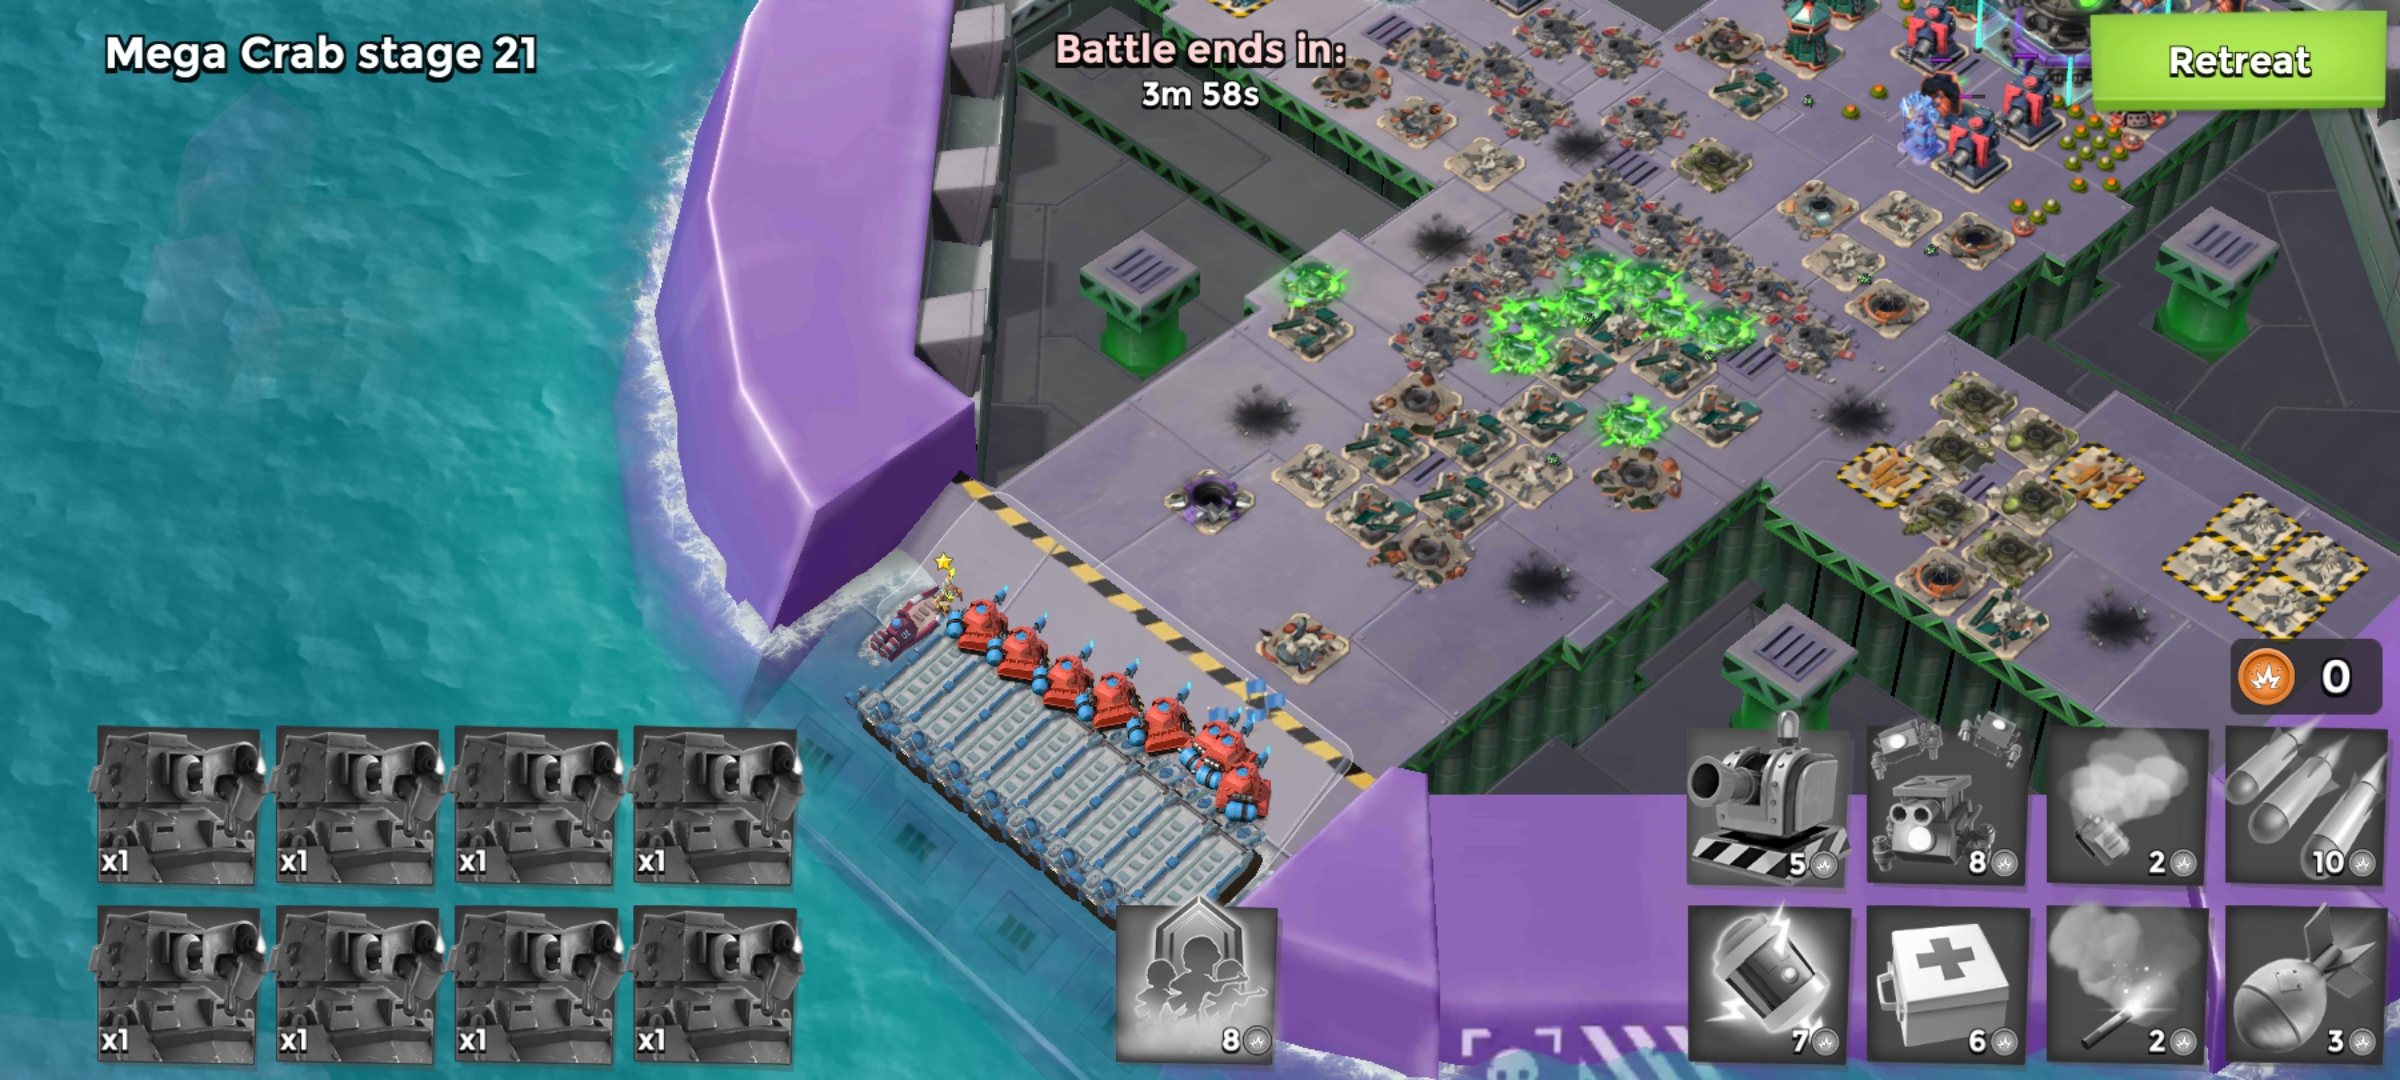 Mega Crab stage 21
Battle ends in:
3m 58s
Retreat
0
x1
x1
x1
x1
5
8
2
10
x1
x1
x1
x1
8
7
6
2
3